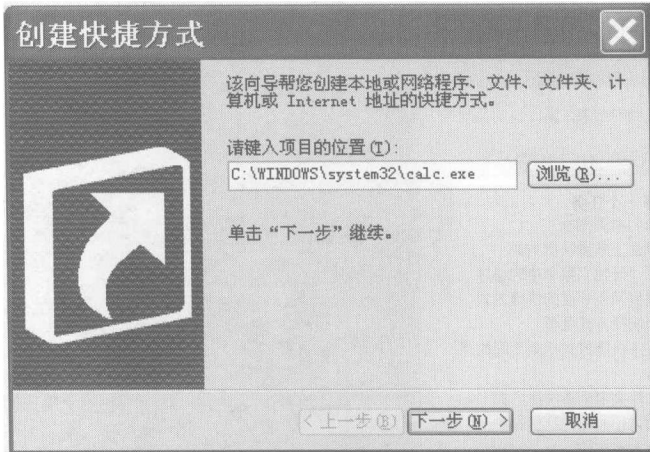 创建快捷方式
该向导帮您创建本地或网络程序、文件、文件夹、计
算机或 Internet 地址的快捷方式。
请键入项目的位置(T):
C:\WINDOWS\system32\calc.exe
浏览(R)...
单击“下一步”继续。
< 上一步(B)
下一步(N) >
取消